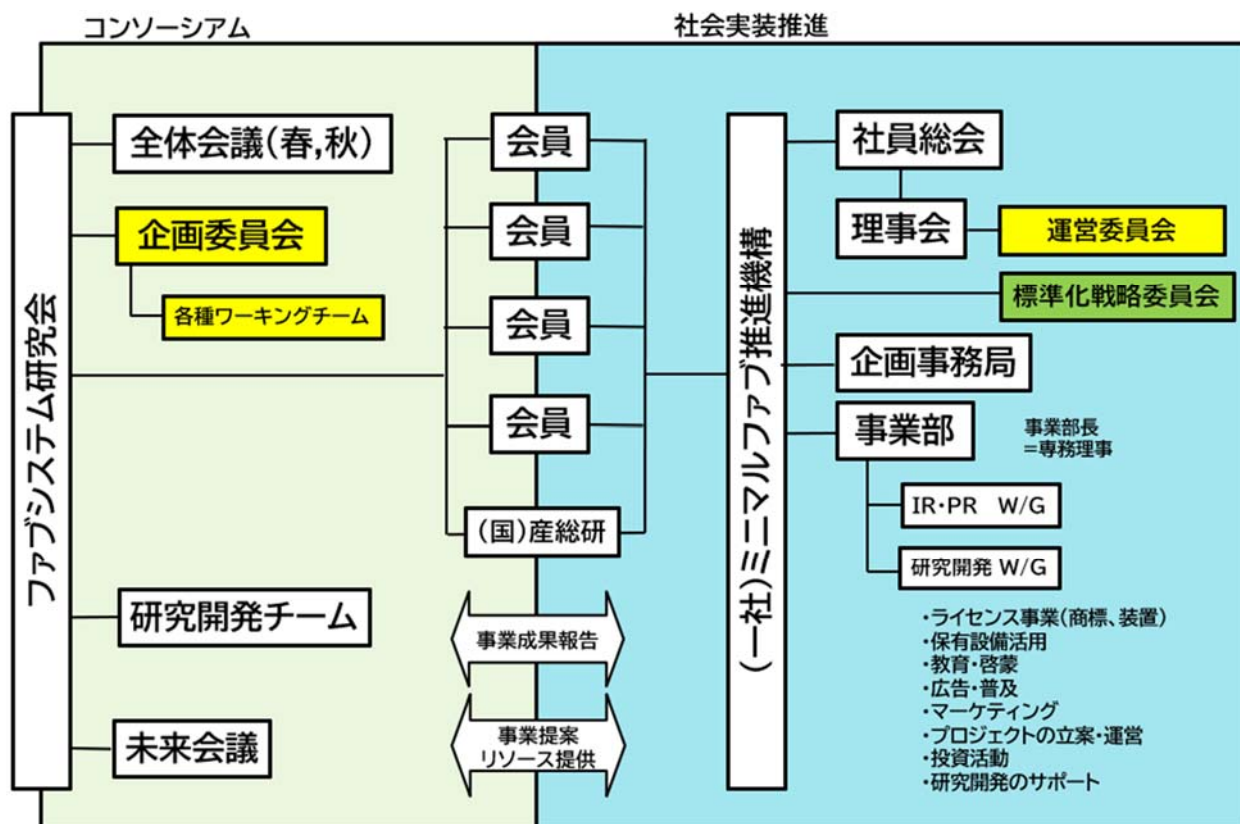 コンソーシアム
社会実装推進
ファブシステム研究会
全体会議(春,秋)
企画委員会
各種ワーキングチーム
研究開発チーム
未来会議
会員
会員
会員
会員
(国)産総研
事業成果報告
事業提案
リソース提供
(一社)ミニマルファブ推進機構
社員総会
理事会
運営委員会
標準化戦略委員会
企画事務局
事業部
事業部長
=専務理事
IR・PR W/G
研究開発 W/G
・ライセンス事業(商標、装置)
・保有設備活用
・教育・啓蒙
・広告・普及
・マーケティング
・プロジェクトの立案・運営
・投資活動
・研究開発のサポート